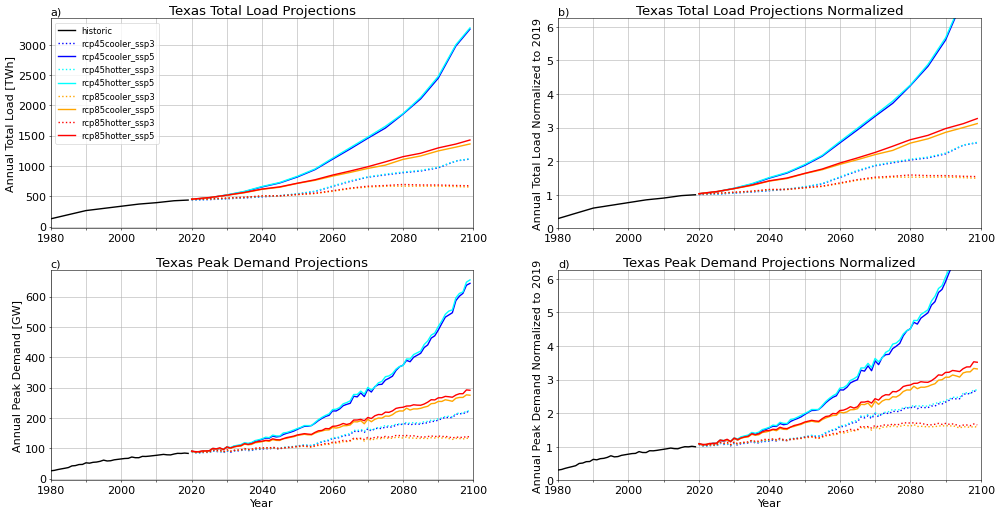 a)
Texas Total Load Projections
Annual Total Load [TWh]
3000
2500
2000
1500
1000
500
0
1980
2000
2020
2040
2060
2080
2100
historic
rcp45cooler_ssp3
rcp45cooler_ssp5
rcp45hotter_ssp3
rcp45hotter_ssp5
rcp85cooler_ssp3
rcp85cooler_ssp5
rcp85hotter_ssp3
rcp85hotter_ssp5
b)
Texas Total Load Projections Normalized
Annual Total Load Normalized to 2019
6
5
4
3
2
1
0
1980
2000
2020
2040
2060
2080
2100
c)
Texas Peak Demand Projections
Annual Peak Demand [GW]
600
500
400
300
200
100
0
1980
2000
2020
2040
2060
2080
2100
Year
d)
Texas Peak Demand Projections Normalized
Annual Peak Demand Normalized to 2019
6
5
4
3
2
1
0
1980
2000
2020
2040
2060
2080
2100
Year